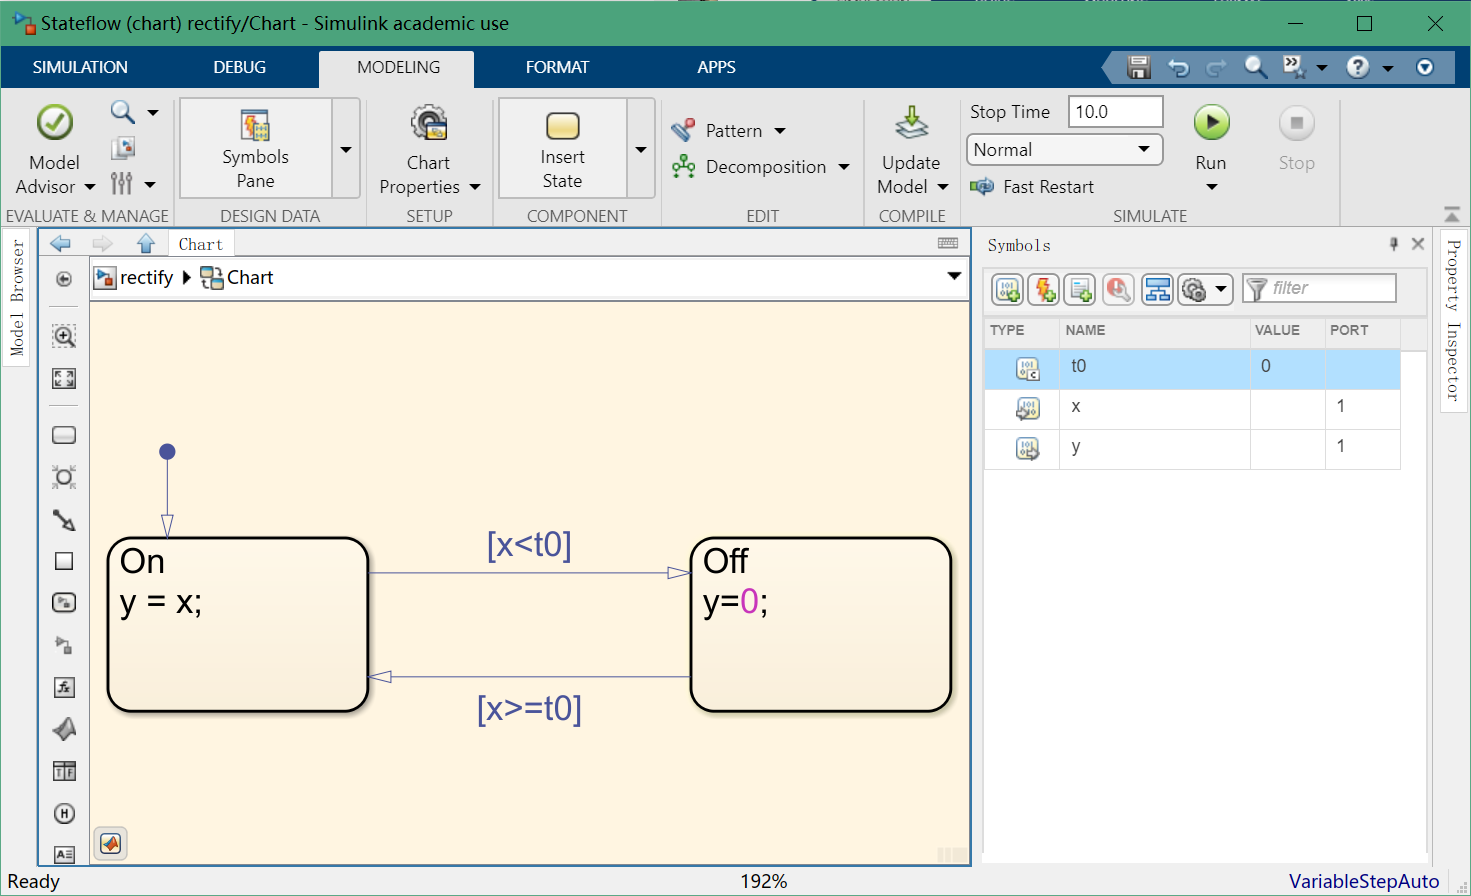 Stateflow (chart) rectify/Chart - Simulink academic use
SIMULATION DEBUG MODELING FORMAT APPS
Model Advisor
EVALUATE & MANAGE
Symbols Pane
DESIGN DATA
Chart Properties
SETUP
Insert State
COMPONENT
Pattern
Decomposition
EDIT
Update Model
COMPILE
Stop Time 10.0
Normal
Fast Restart
Run
Stop
SIMULATE
Model Browser
Chart
rectify Chart
On
y = x;
[x<t0]
Off
y=0;
[x>=t0]
Symbols
filter
TYPE NAME VALUE PORT
t0 0
x 1
y 1
Property Inspector
Ready
192%
VariableStepAuto